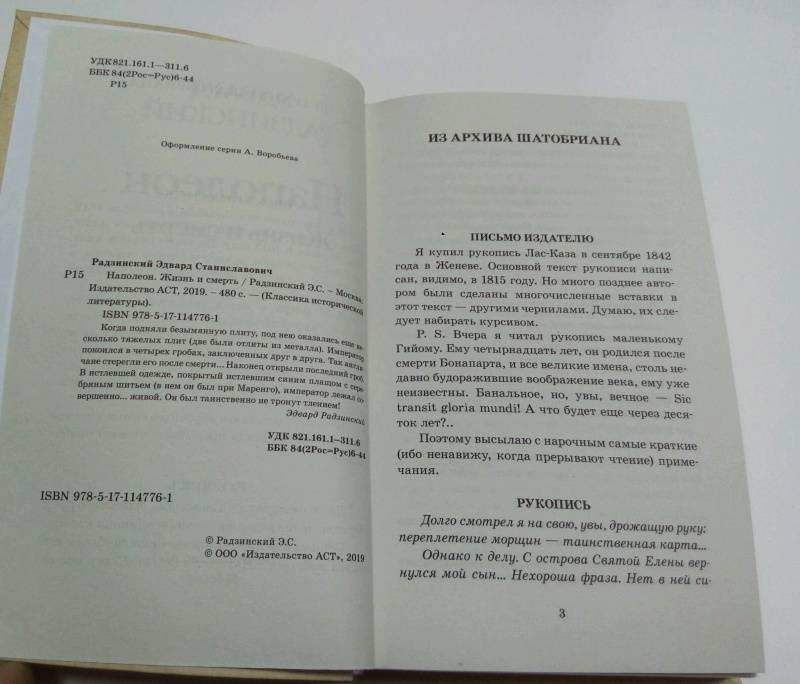 УДК 821.161.1—311.6
ББК 84(2Рос=Рус)6-44
Р15
Оформление серии А. Воробьева
Радзинский Эдвард Станиславович
Р15 Наполеон. Жизнь и смерть / Радзинский Э.С. – Москва:
Издательство АСТ, 2019. – 480 с. — (Классика исторической
литературы).
ISBN 978-5-17-114776-1
Когда подняли безымянную плиту, под нею оказались еще не-
сколько тяжелых плит (две были отлиты из металла). Император
покоился в четырех гробах, заключенных друг в друга. Так англи-
чане стерегли его после смерти... Наконец открыли последний гроб.
В истлевшей одежде, покрытый истлевшим синим плащом с сере-
бряным шитьем (в нем он был при Маренго), император лежал со-
вершенно... живой. Он был таинственно не тронут тлением!
Эдвард Радзинский
УДК 821.161.1-311.6
ББК 84(2Рос=Рус)6-44
ISBN 978-5-17-114776-1
© Радзинский Э.С.
© ООО «Издательство АСТ», 2019
ИЗ АРХИВА ШАТОБРИАНА
ПИСЬМО ИЗДАТЕЛЮ
Я купил рукопись Лас-Каза в сентябре 1842
года в Женеве. Основной текст рукописи напи-
сан, видимо, в 1815 году. Но много позднее авто-
ром были сделаны многочисленные вставки в
этот текст — другими чернилами. Думаю, их сле-
дует набирать курсивом.
P. S. Вчера я читал рукопись маленькому
Гийому. Ему четырнадцать лет, он родился после
смерти Бонапарта, и все великие имена, столь не-
давно будоражившие воображение века, ему уже
неизвестны. Банальное, но, увы, вечное — Sic
transit gloria mundi! А что будет еще через деся-
ток лет?..
Поэтому высылаю с нарочным самые краткие
(ибо ненавижу, когда прерывают чтение) приме-
чания.
РУКОПИСЬ
Долго смотрел я на свою, увы, дрожащую руку:
переплетение морщин — таинственная карта...
Однако к делу. С острова Святой Елены вер-
нулся мой сын... Нехороша фраза. Нет в ней си-
3